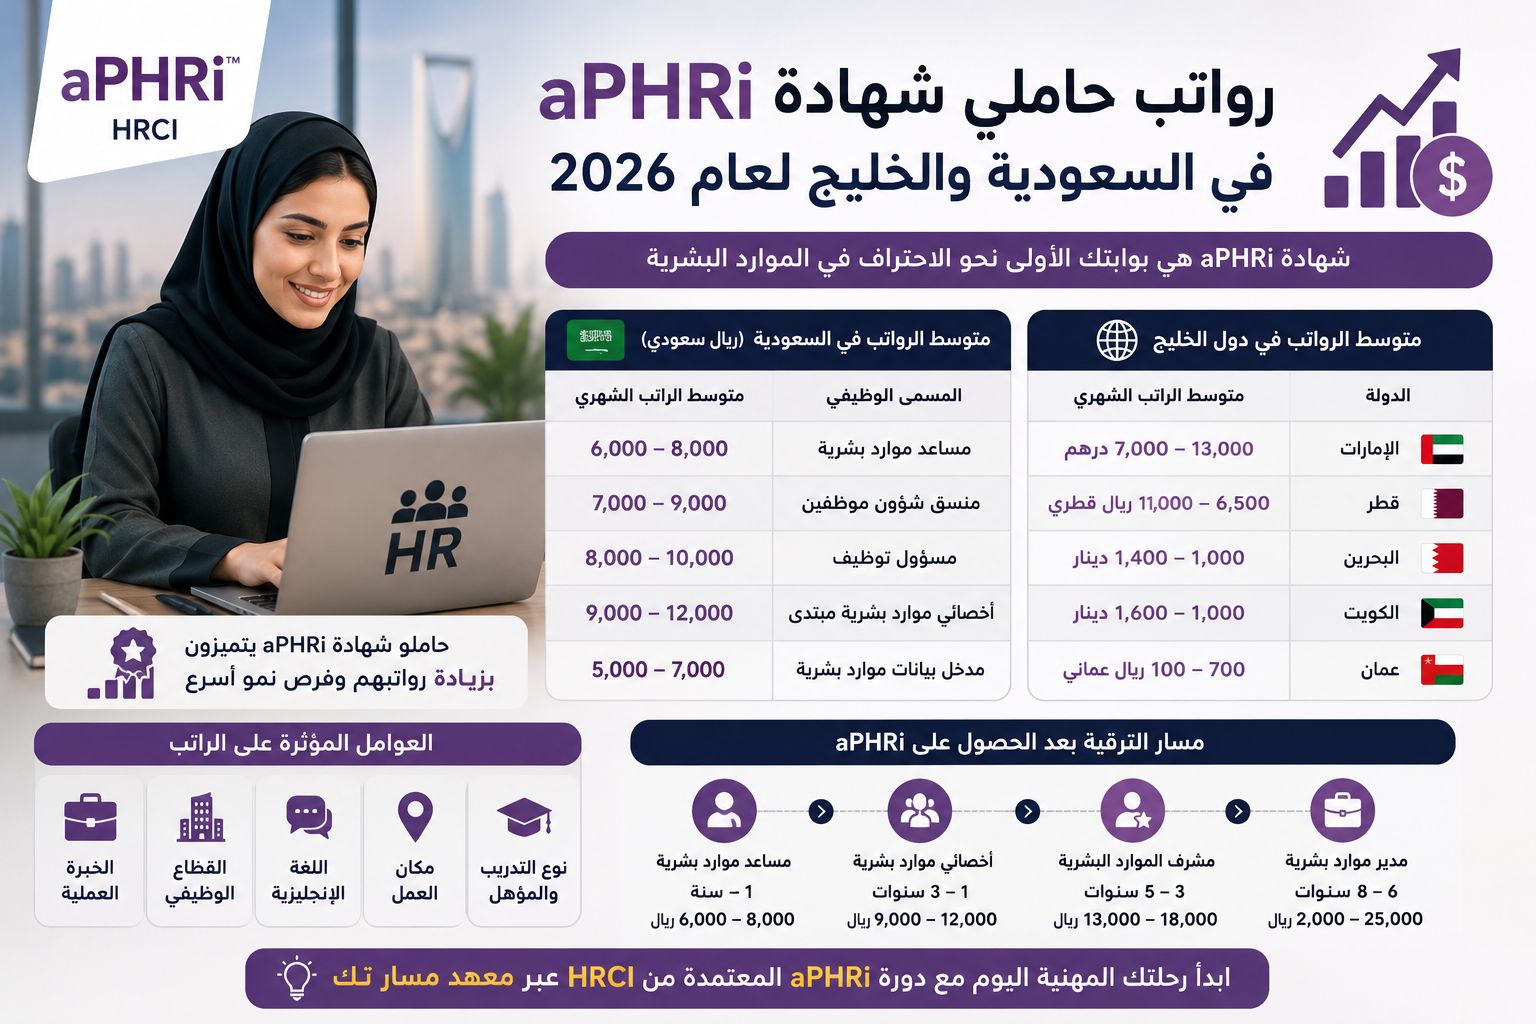 aPHRi™
HRCI
رواتب حاملي شهادة aPHRi
في السعودية والخليج لعام 2026
$
شهادة aPHRi هي بوابتك الأولى نحو الاحتراف في الموارد البشرية
متوسط الرواتب في دول الخليج
الدولة متوسط الراتب الشهري
الإمارات 7,000 – 13,000 درهم
قطر 6,500 – 11,000 ريال قطري
البحرين 1,000 – 1,400 دينار
الكويت 1,000 – 1,600 دينار
عمان 700 – 100 ريال عماني
متوسط الرواتب في السعودية (ريال سعودي)
المسمى الوظيفي متوسط الراتب الشهري
مساعد موارد بشرية 6,000 – 8,000
منسق شؤون موظفين 7,000 – 9,000
مسؤول توظيف 8,000 – 10,000
أخصائي موارد بشرية مبتدى 9,000 – 12,000
مدخل بيانات موارد بشرية 5,000 – 7,000
HR
حاملو شهادة aPHRi يتميزون
بزيادة رواتبهم وفرص نمو أسرع
العوامل المؤثرة على الراتب
نوع التدريب
والمؤهل
مكان
العمل
اللغة
الإنجليزية
القظاع
الوظيفي
الخبرة
العملية
مسار الترقية بعد الحصول على aPHRi
مساعد موارد بشرية
1 – سنة
6,000 – 8,000 ريال
أخصائي موارد بشرية
1 – 3 سنوات
9,000 – 12,000 ريال
مشرف الموارد البشرية
3 – 5 سنوات
13,000 – 18,000 ريال
مدير موارد بشرية
6 – 8 سنوات
2,000 – 25,000 ريال
ابدأ رحلتك المهنية اليوم مع دورة aPHRi المعتمدة من HRCI عبر معهد مسار تك